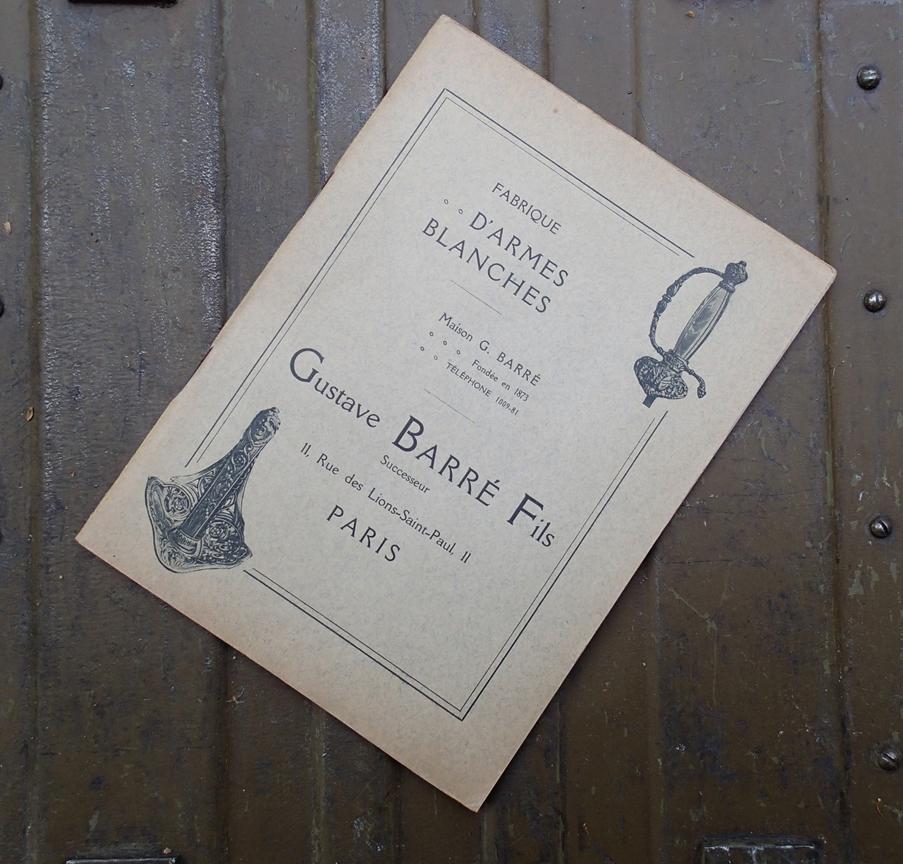 FABRIQUE
D'ARMES
BLANCHES
Maison G. BARRÉ
Fondée en 1873
TÉLÉPHONE 1009-81
Gustave BARRÉ Fils
Successeur
11, Rue des Lions-Saint-Paul, 11
PARIS